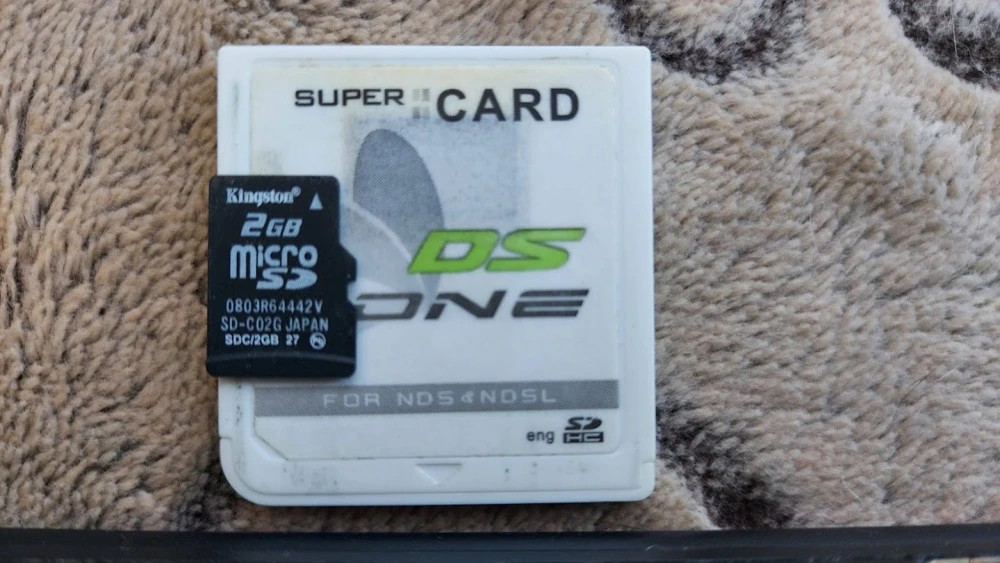 SUPER CARD
DS
ONE
FOR NDS & NDSL
eng SD
HC
Kingston®
2GB
micro
SD
0803R64442V
SD-C02G JAPAN
SDC/2GB 27